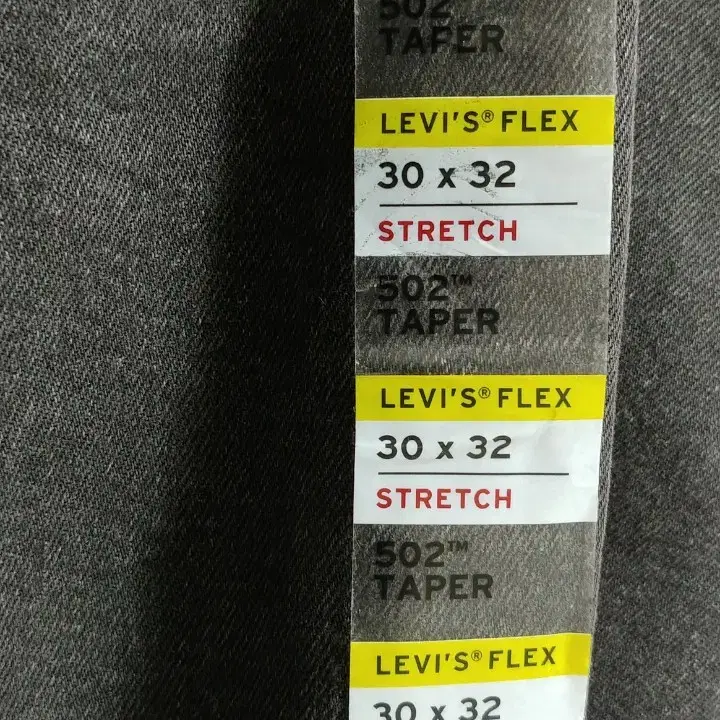 502™
TAPER
LEVI'S® FLEX
30 x 32
STRETCH
502™
TAPER
LEVI'S® FLEX
30 x 32
STRETCH
502™
TAPER
LEVI'S® FLEX
30 x 32